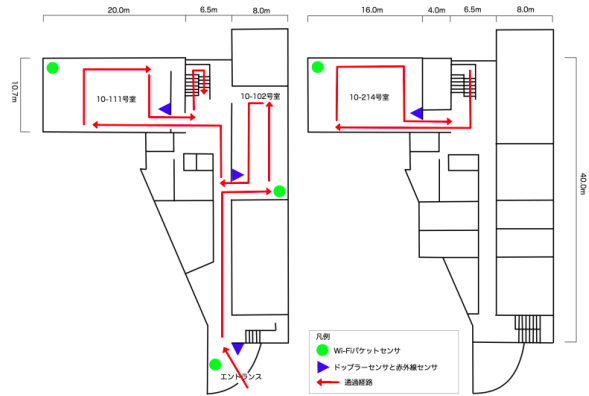 20.0m
6.5m
8.0m
16.0m
4.0m
6.5m
8.0m
10.7m
10-111号室
10-102号室
10-214号室
40.0m
エントランス
凡例
Wi-Fiパケットセンサ
ドップラーセンサと赤外線センサ
通過経路